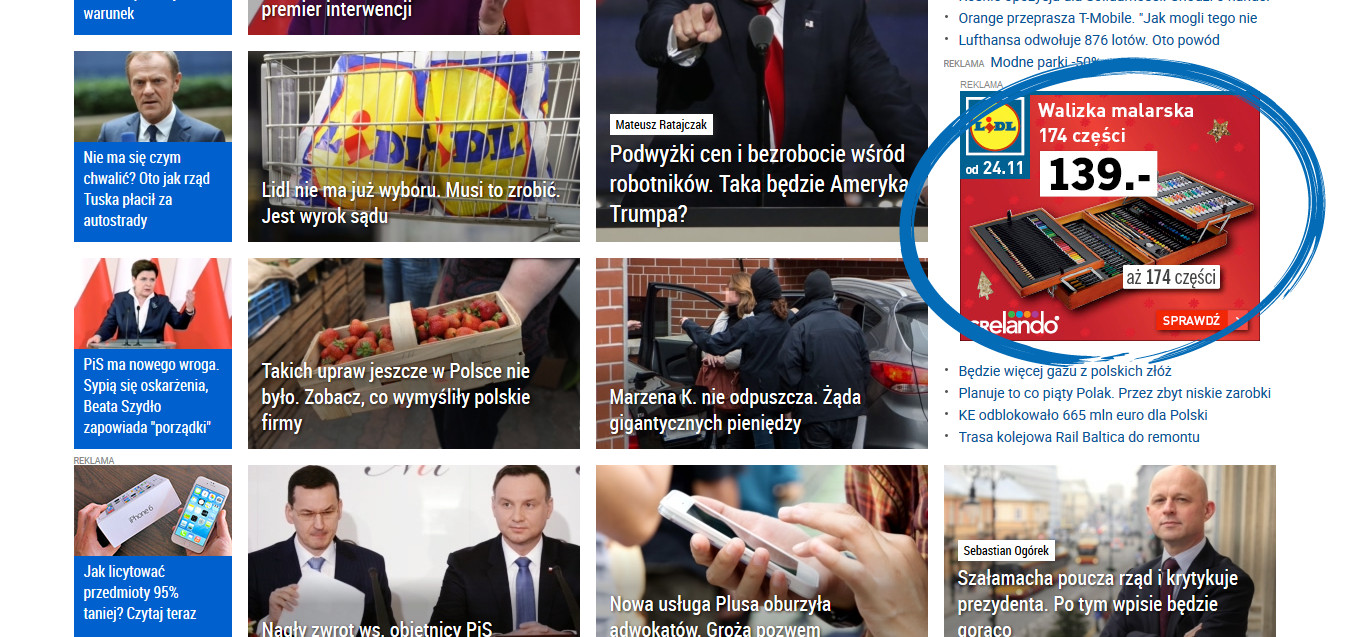 warunek
premier interwencji
Orange przeprasza T-Mobile. "Jak mogli tego nie
Lufthansa odwołuje 876 lotów. Oto powód
REKLAMA Modne parki -50%
Nie ma się czym
chwalić? Oto jak rząd
Tuska płacił za
autostrady
LIDL LIDL
Lidl nie ma już wyboru. Musi to zrobić.
Jest wyrok sądu
Mateusz Ratajczak
Podwyżki cen i bezrobocie wśród
robotników. Taka będzie Ameryka
Trumpa?
REKLAMA
LIDL
od 24.11
Walizka malarska
174 części
139.-
aż 174 części
crelando
SPRAWDŹ
PiS ma nowego wroga.
Sypią się oskarżenia,
Beata Szydło
zapowiada "porządki"
Takich upraw jeszcze w Polsce nie
było. Zobacz, co wymyśliły polskie
firmy
Marzena K. nie odpuszcza. Żąda
gigantycznych pieniędzy
Będzie więcej gazu z polskich złóż
Planuje to co piąty Polak. Przez zbyt niskie zarobki
KE odblokowało 665 mln euro dla Polski
Trasa kolejowa Rail Baltica do remontu
REKLAMA
iPhone 6
Jak licytować
przedmioty 95%
taniej? Czytaj teraz
Nagły zwrot ws. obietnicy PiS
Nowa usługa Plusa oburzyła
adwokatów. Grożą pozwem
Sebastian Ogórek
Szałamacha poucza rząd i krytykuje
prezydenta. Po tym wpisie będzie
gorąco